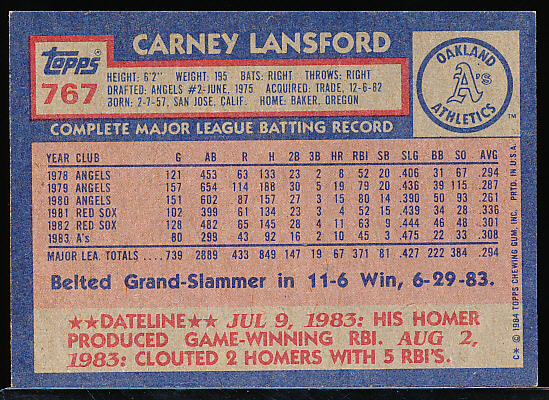 CARNEY LANSFORD
TOPPS
767
HEIGHT: 6'2" WEIGHT: 195 BATS: RIGHT THROWS: RIGHT
DRAFTED: ANGELS #2-JUNE, 1975 ACQUIRED: TRADE, 12-6-82
BORN: 2-7-57, SAN JOSE, CALIF. HOME: BAKER, OREGON
OAKLAND
A's
ATHLETICS
TM
COMPLETE MAJOR LEAGUE BATTING RECORD
YEAR CLUB G AB R H 2B 3B HR RBI SB SLG BB SO AVG
1978 ANGELS 121 453 63 133 23 2 8 52 20 .406 31 67 .294
1979 ANGELS 157 654 114 188 30 5 19 79 20 .436 39 115 .287
1980 ANGELS 151 602 87 157 27 3 15 80 14 .390 50 93 .261
1981 RED SOX 102 399 61 134 23 3 4 52 15 .439 34 28 .336
1982 RED SOX 128 482 65 145 28 4 11 63 9 .444 46 48 .301
1983 A's 80 299 43 92 16 2 10 45 3 .475 22 33 .308
MAJOR LEA. TOTALS 739 2889 433 849 147 19 67 371 81 .427 222 384 .294
Belted Grand-Slammer in 11-6 Win, 6-29-83.
★★DATELINE★★ JUL 9, 1983: HIS HOMER
PRODUCED GAME-WINNING RBI. AUG 2,
1983: CLOUTED 2 HOMERS WITH 5 RBI'S.
C* © 1984 TOPPS CHEWING GUM, INC. PRTD. IN U.S.A.